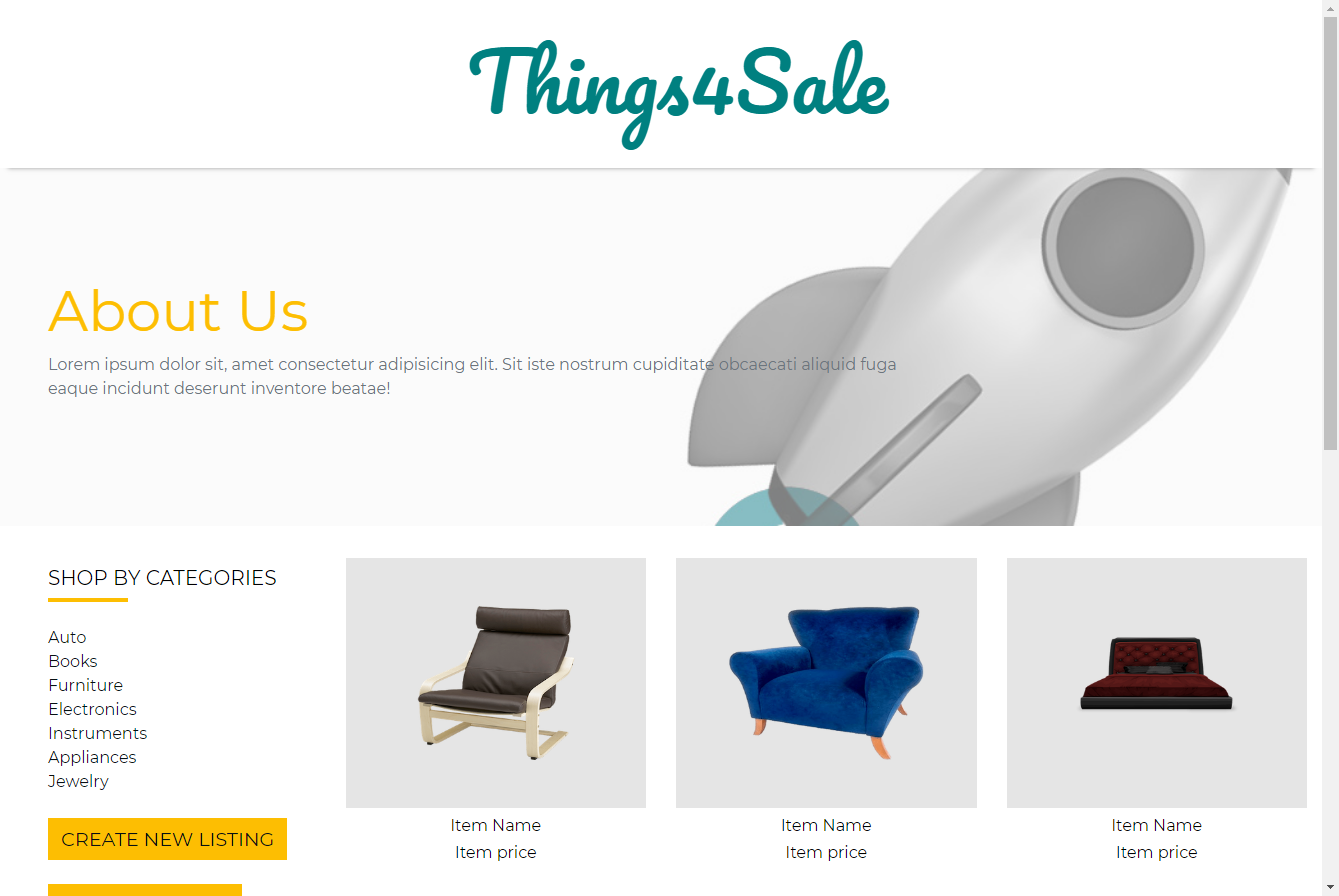 Things4Sale
About Us
Lorem ipsum dolor sit, amet consectetur adipisicing elit. Sit iste nostrum cupiditate obcaecati aliquid fuga
eaque incidunt deserunt inventore beatae!
SHOP BY CATEGORIES
Auto
Books
Furniture
Electronics
Instruments
Appliances
Jewelry
CREATE NEW LISTING
Item Name
Item price
Item Name
Item price
Item Name
Item price